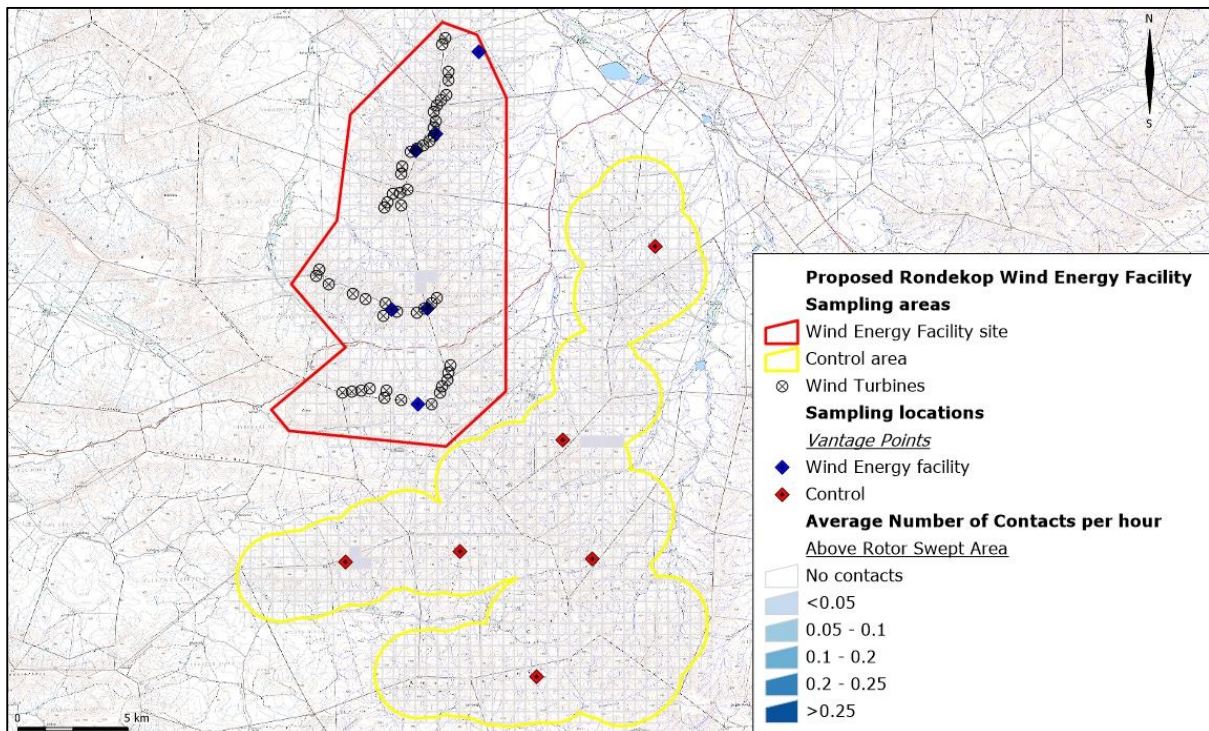 N
S
Proposed Rondekop Wind Energy Facility
Sampling areas
Wind Energy Facility site
Control area
Wind Turbines
Sampling locations
Vantage Points
Wind Energy facility
Control
Average Number of Contacts per hour
Above Rotor Swept Area
No contacts
<0.05
0.05 - 0.1
0.1 - 0.2
0.2 - 0.25
>0.25
0 5 km